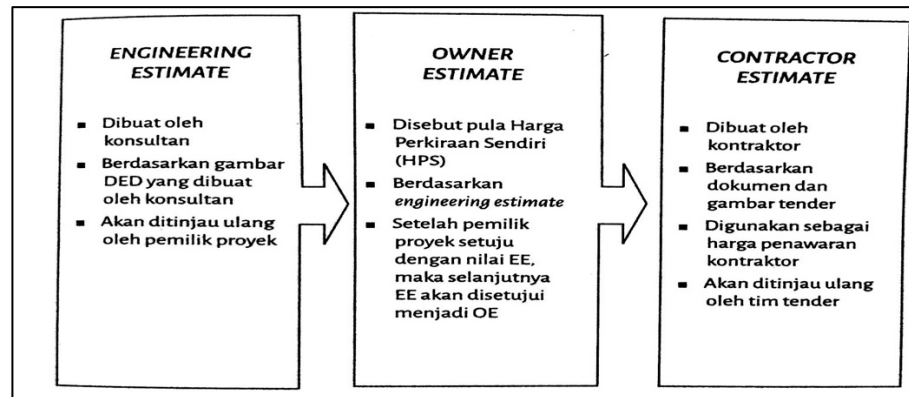 ENGINEERING
ESTIMATE
▪ Dibuat oleh
konsultan
▪ Berdasarkan gambar
DED yang dibuat
oleh konsultan
▪ Akan ditinjau ulang
oleh pemilik proyek
OWNER
ESTIMATE
▪ Disebut pula Harga
Perkiraan Sendiri
(HPS)
▪ Berdasarkan
engineering estimate
▪ Setelah pemilik
proyek setuju
dengan nilai EE,
maka selanjutnya
EE akan disetujui
menjadi OE
CONTRACTOR
ESTIMATE
▪ Dibuat oleh
kontraktor
▪ Berdasarkan
dokumen dan
gambar tender
▪ Digunakan sebagai
harga penawaran
kontraktor
▪ Akan ditinjau ulang
oleh tim tender